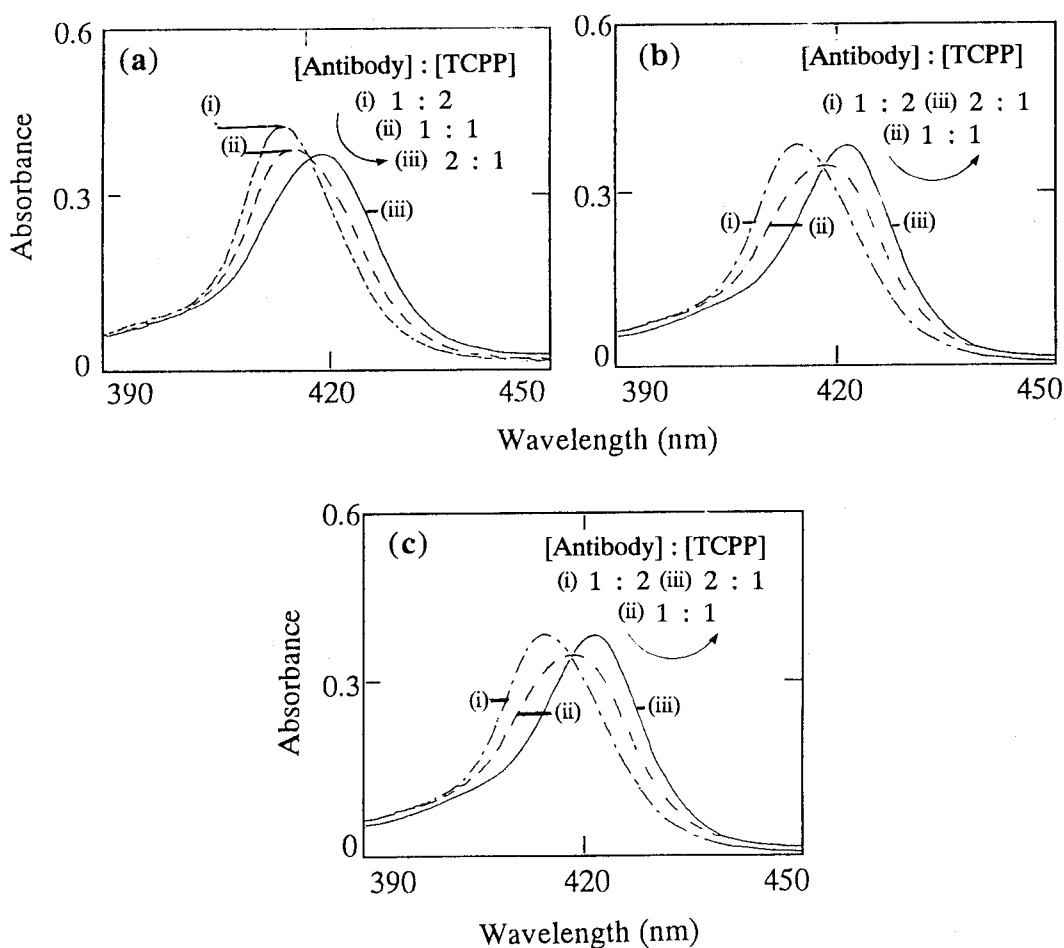 (a)
0.6
0.3
0
Absorbance
[Antibody] : [TCPP]
(i) 1 : 2
(ii) 1 : 1
(iii) 2 : 1
(i)
(ii)
(iii)
390
420
450
(b)
0.6
0.3
0
[Antibody] : [TCPP]
(i) 1 : 2 (iii) 2 : 1
(ii) 1 : 1
(i)
(ii)
(iii)
390
420
450
Wavelength (nm)
(c)
0.6
0.3
0
Absorbance
[Antibody] : [TCPP]
(i) 1 : 2 (iii) 2 : 1
(ii) 1 : 1
(i)
(ii)
(iii)
390
420
450
Wavelength (nm)